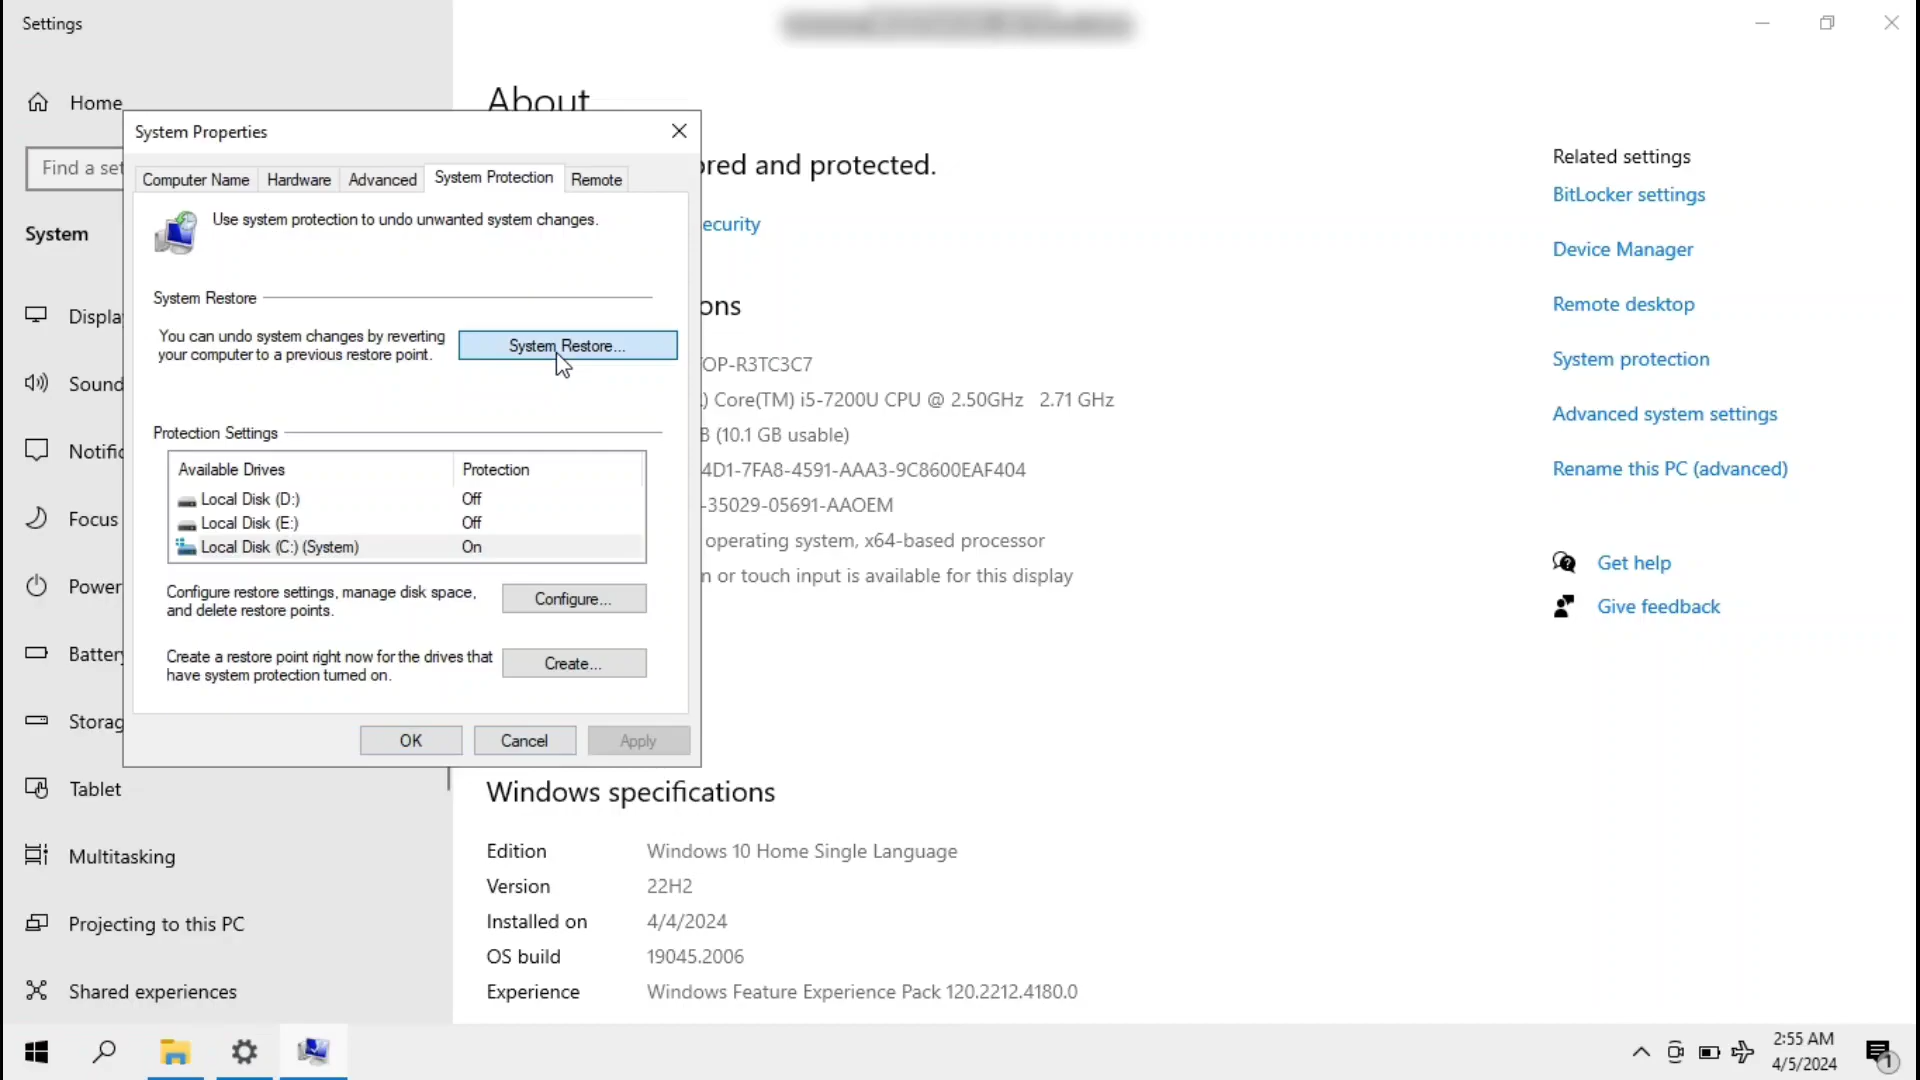 Settings
Home
Find a set
System
Displa
Sound
Notific
Focus
Power
Battery
Storag
Tablet
Multitasking
Projecting to this PC
Shared experiences
System Properties
Computer Name
Hardware
Advanced
System Protection
Remote
Use system protection to undo unwanted system changes.
System Restore
You can undo system changes by reverting
your computer to a previous restore point.
System Restore...
Protection Settings
Available Drives
Protection
Local Disk (D:)
Off
Local Disk (E:)
Off
Local Disk (C:) (System)
On
Configure restore settings, manage disk space,
and delete restore points.
Configure...
Create a restore point right now for the drives that
have system protection turned on.
Create...
OK
Cancel
Apply
About
red and protected.
ecurity
ons
OP-R3TC3C7
) Core(TM) i5-7200U CPU @ 2.50GHz 2.71 GHz
B (10.1 GB usable)
4D1-7FA8-4591-AAA3-9C8600EAF404
-35029-05691-AAOEM
operating system, x64-based processor
n or touch input is available for this display
Windows specifications
Edition
Windows 10 Home Single Language
Version
22H2
Installed on
4/4/2024
OS build
19045.2006
Experience
Windows Feature Experience Pack 120.2212.4180.0
Related settings
BitLocker settings
Device Manager
Remote desktop
System protection
Advanced system settings
Rename this PC (advanced)
Get help
Give feedback
2:55 AM
4/5/2024
1